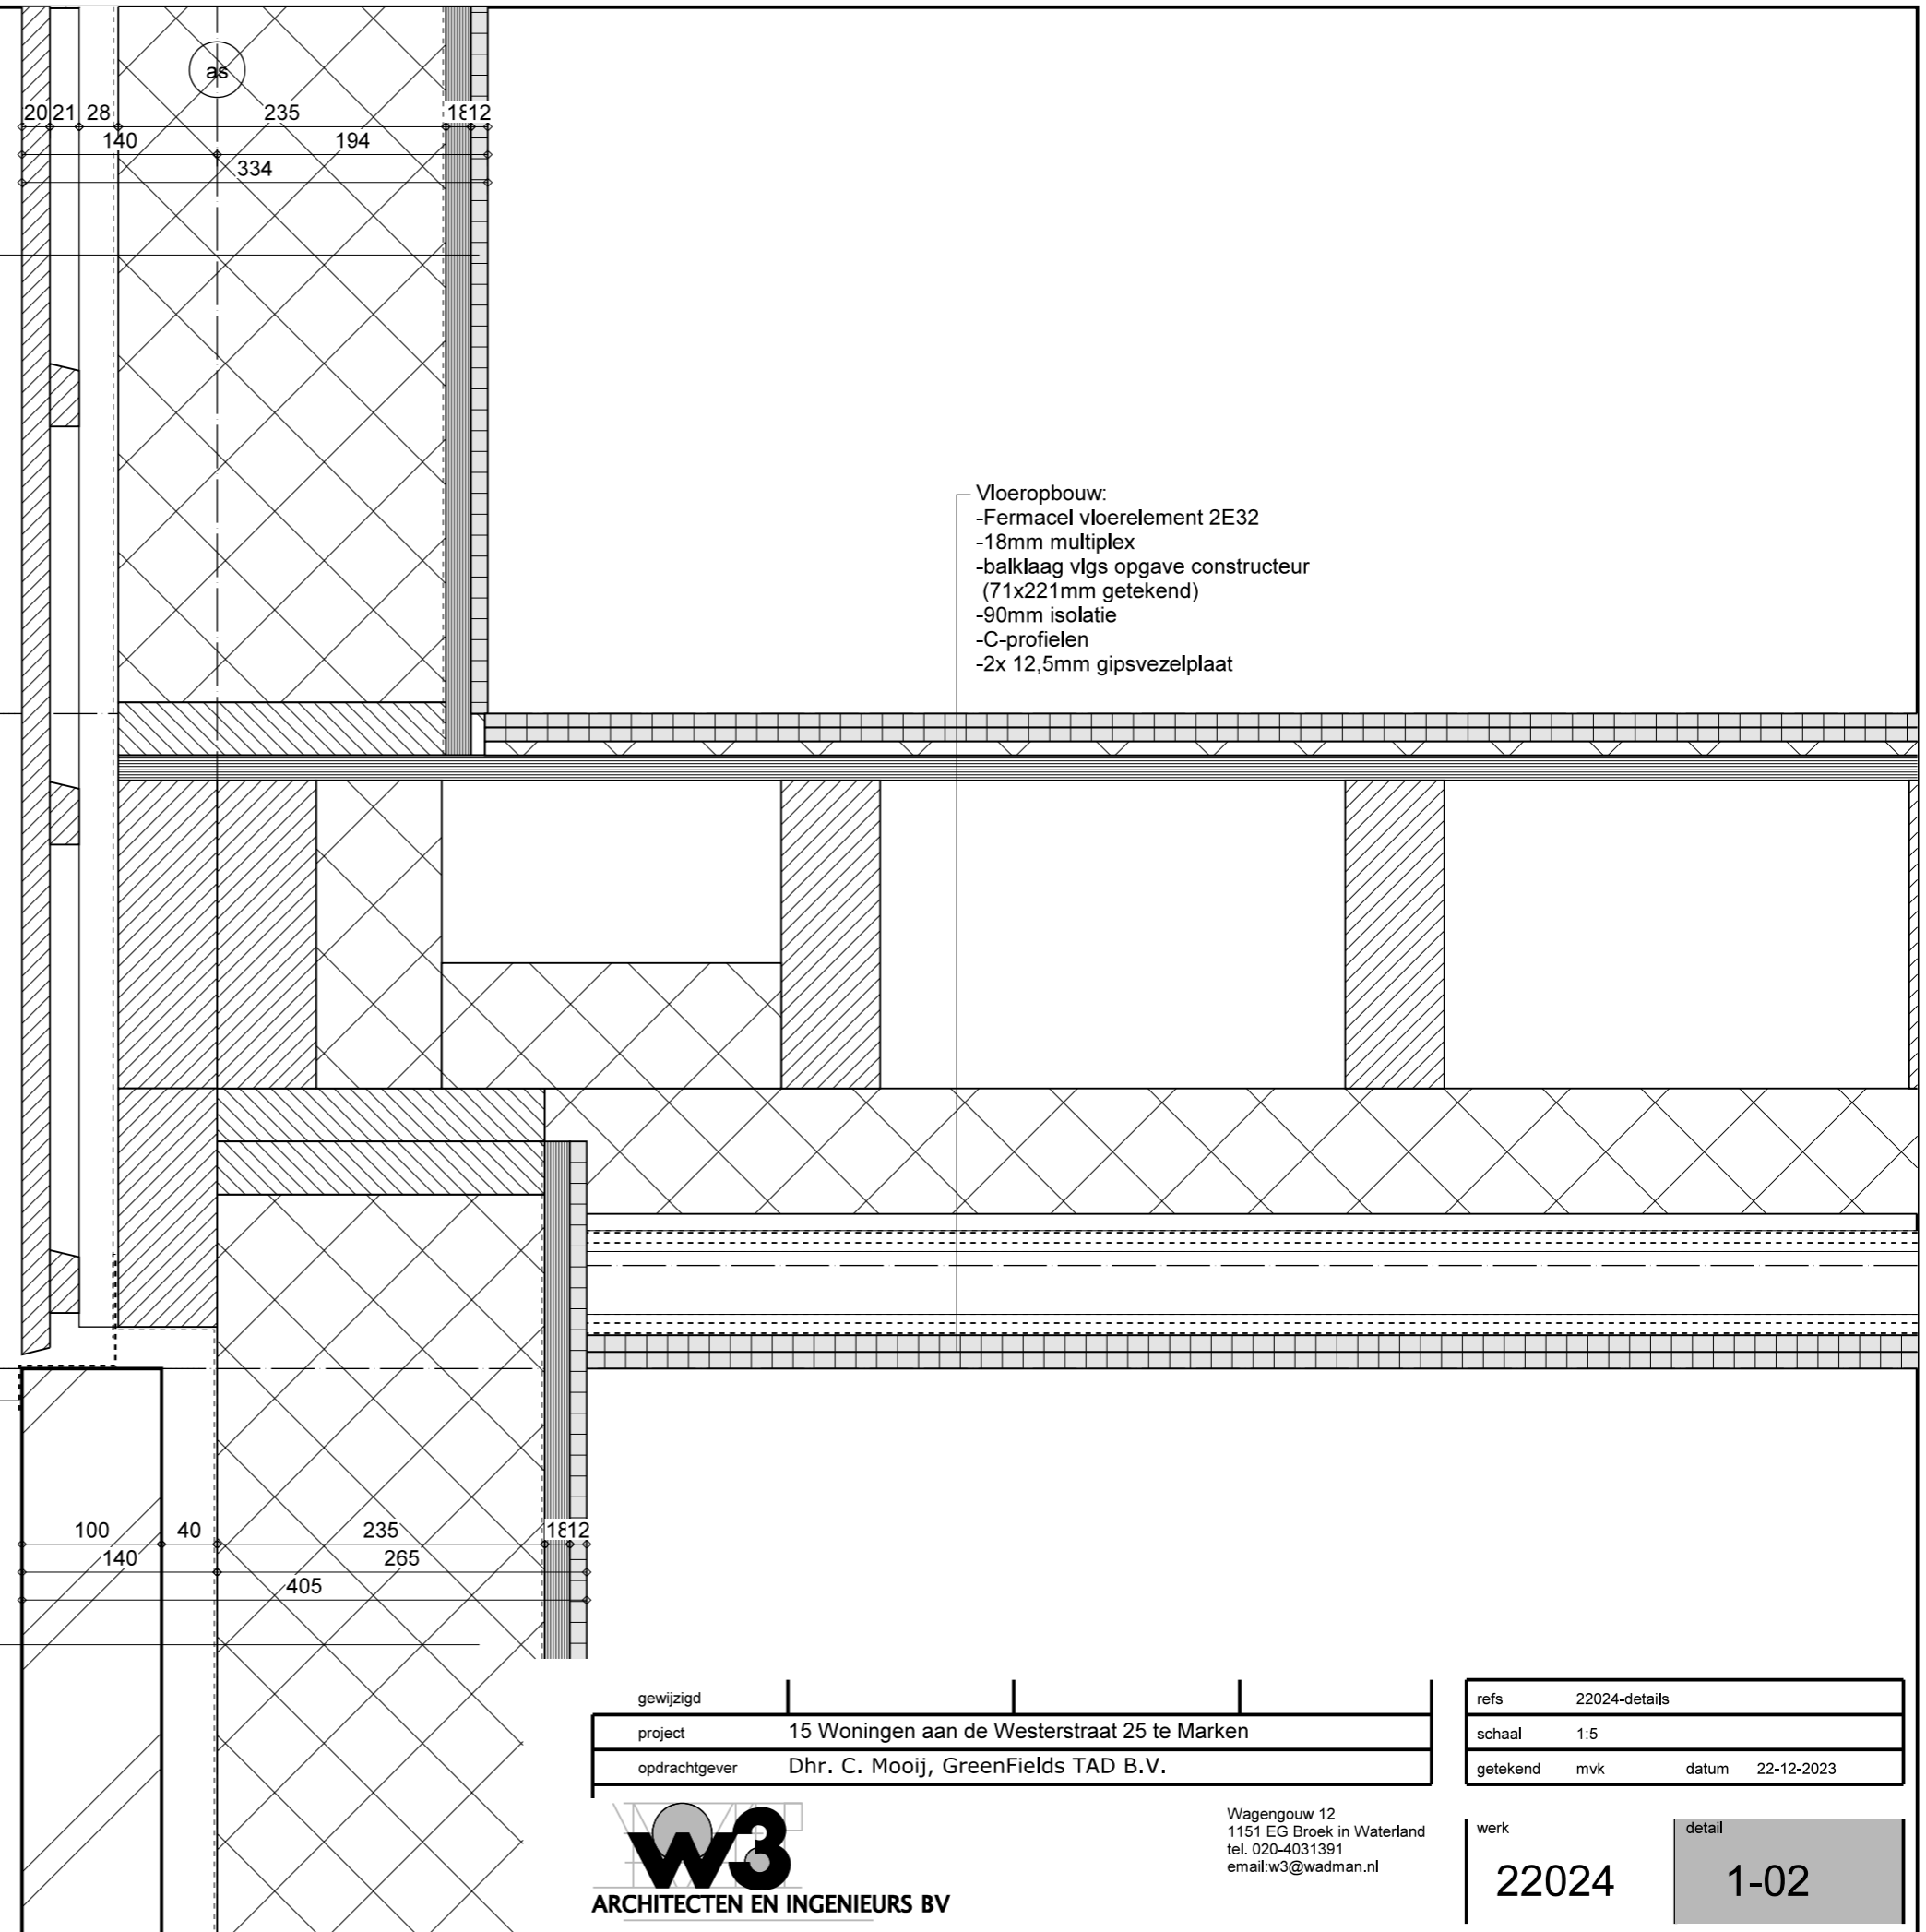 as
20 21 28 235 18 12
140 194
334
Vloeropbouw:
-Fermacel vloerelement 2E32
-18mm multiplex
-balklaag vlgs opgave constructeur
(71x221mm getekend)
-90mm isolatie
-C-profielen
-2x 12,5mm gipsvezelplaat
100 40 235 18 12
140 265
405
gewijzigd
project 15 Woningen aan de Westerstraat 25 te Marken
opdrachtgever Dhr. C. Mooij, GreenFields TAD B.V.
refs 22024-details
schaal 1:5
getekend mvk datum 22-12-2023
w3
ARCHITECTEN EN INGENIEURS BV
Wagengouw 12
1151 EG Broek in Waterland
tel. 020-4031391
email:w3@wadman.nl
werk
22024
detail
1-02